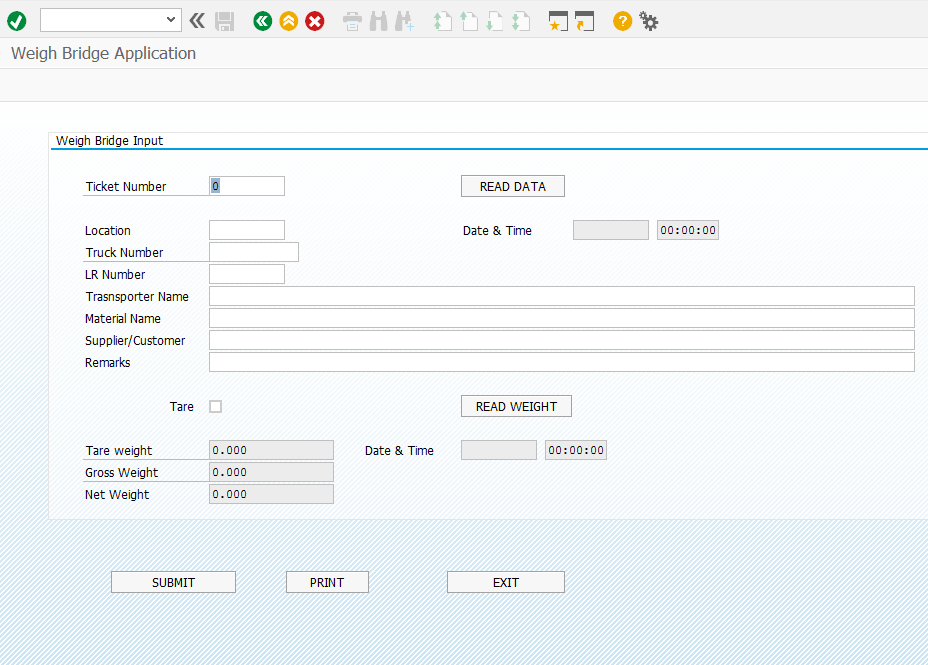 Weigh Bridge Application
Weigh Bridge Input
Ticket Number 0 READ DATA
Location Date & Time 00:00:00
Truck Number
LR Number
Trasnsporter Name
Material Name
Supplier/Customer
Remarks
Tare READ WEIGHT
Tare weight 0.000 Date & Time 00:00:00
Gross Weight 0.000
Net Weight 0.000
SUBMIT PRINT EXIT